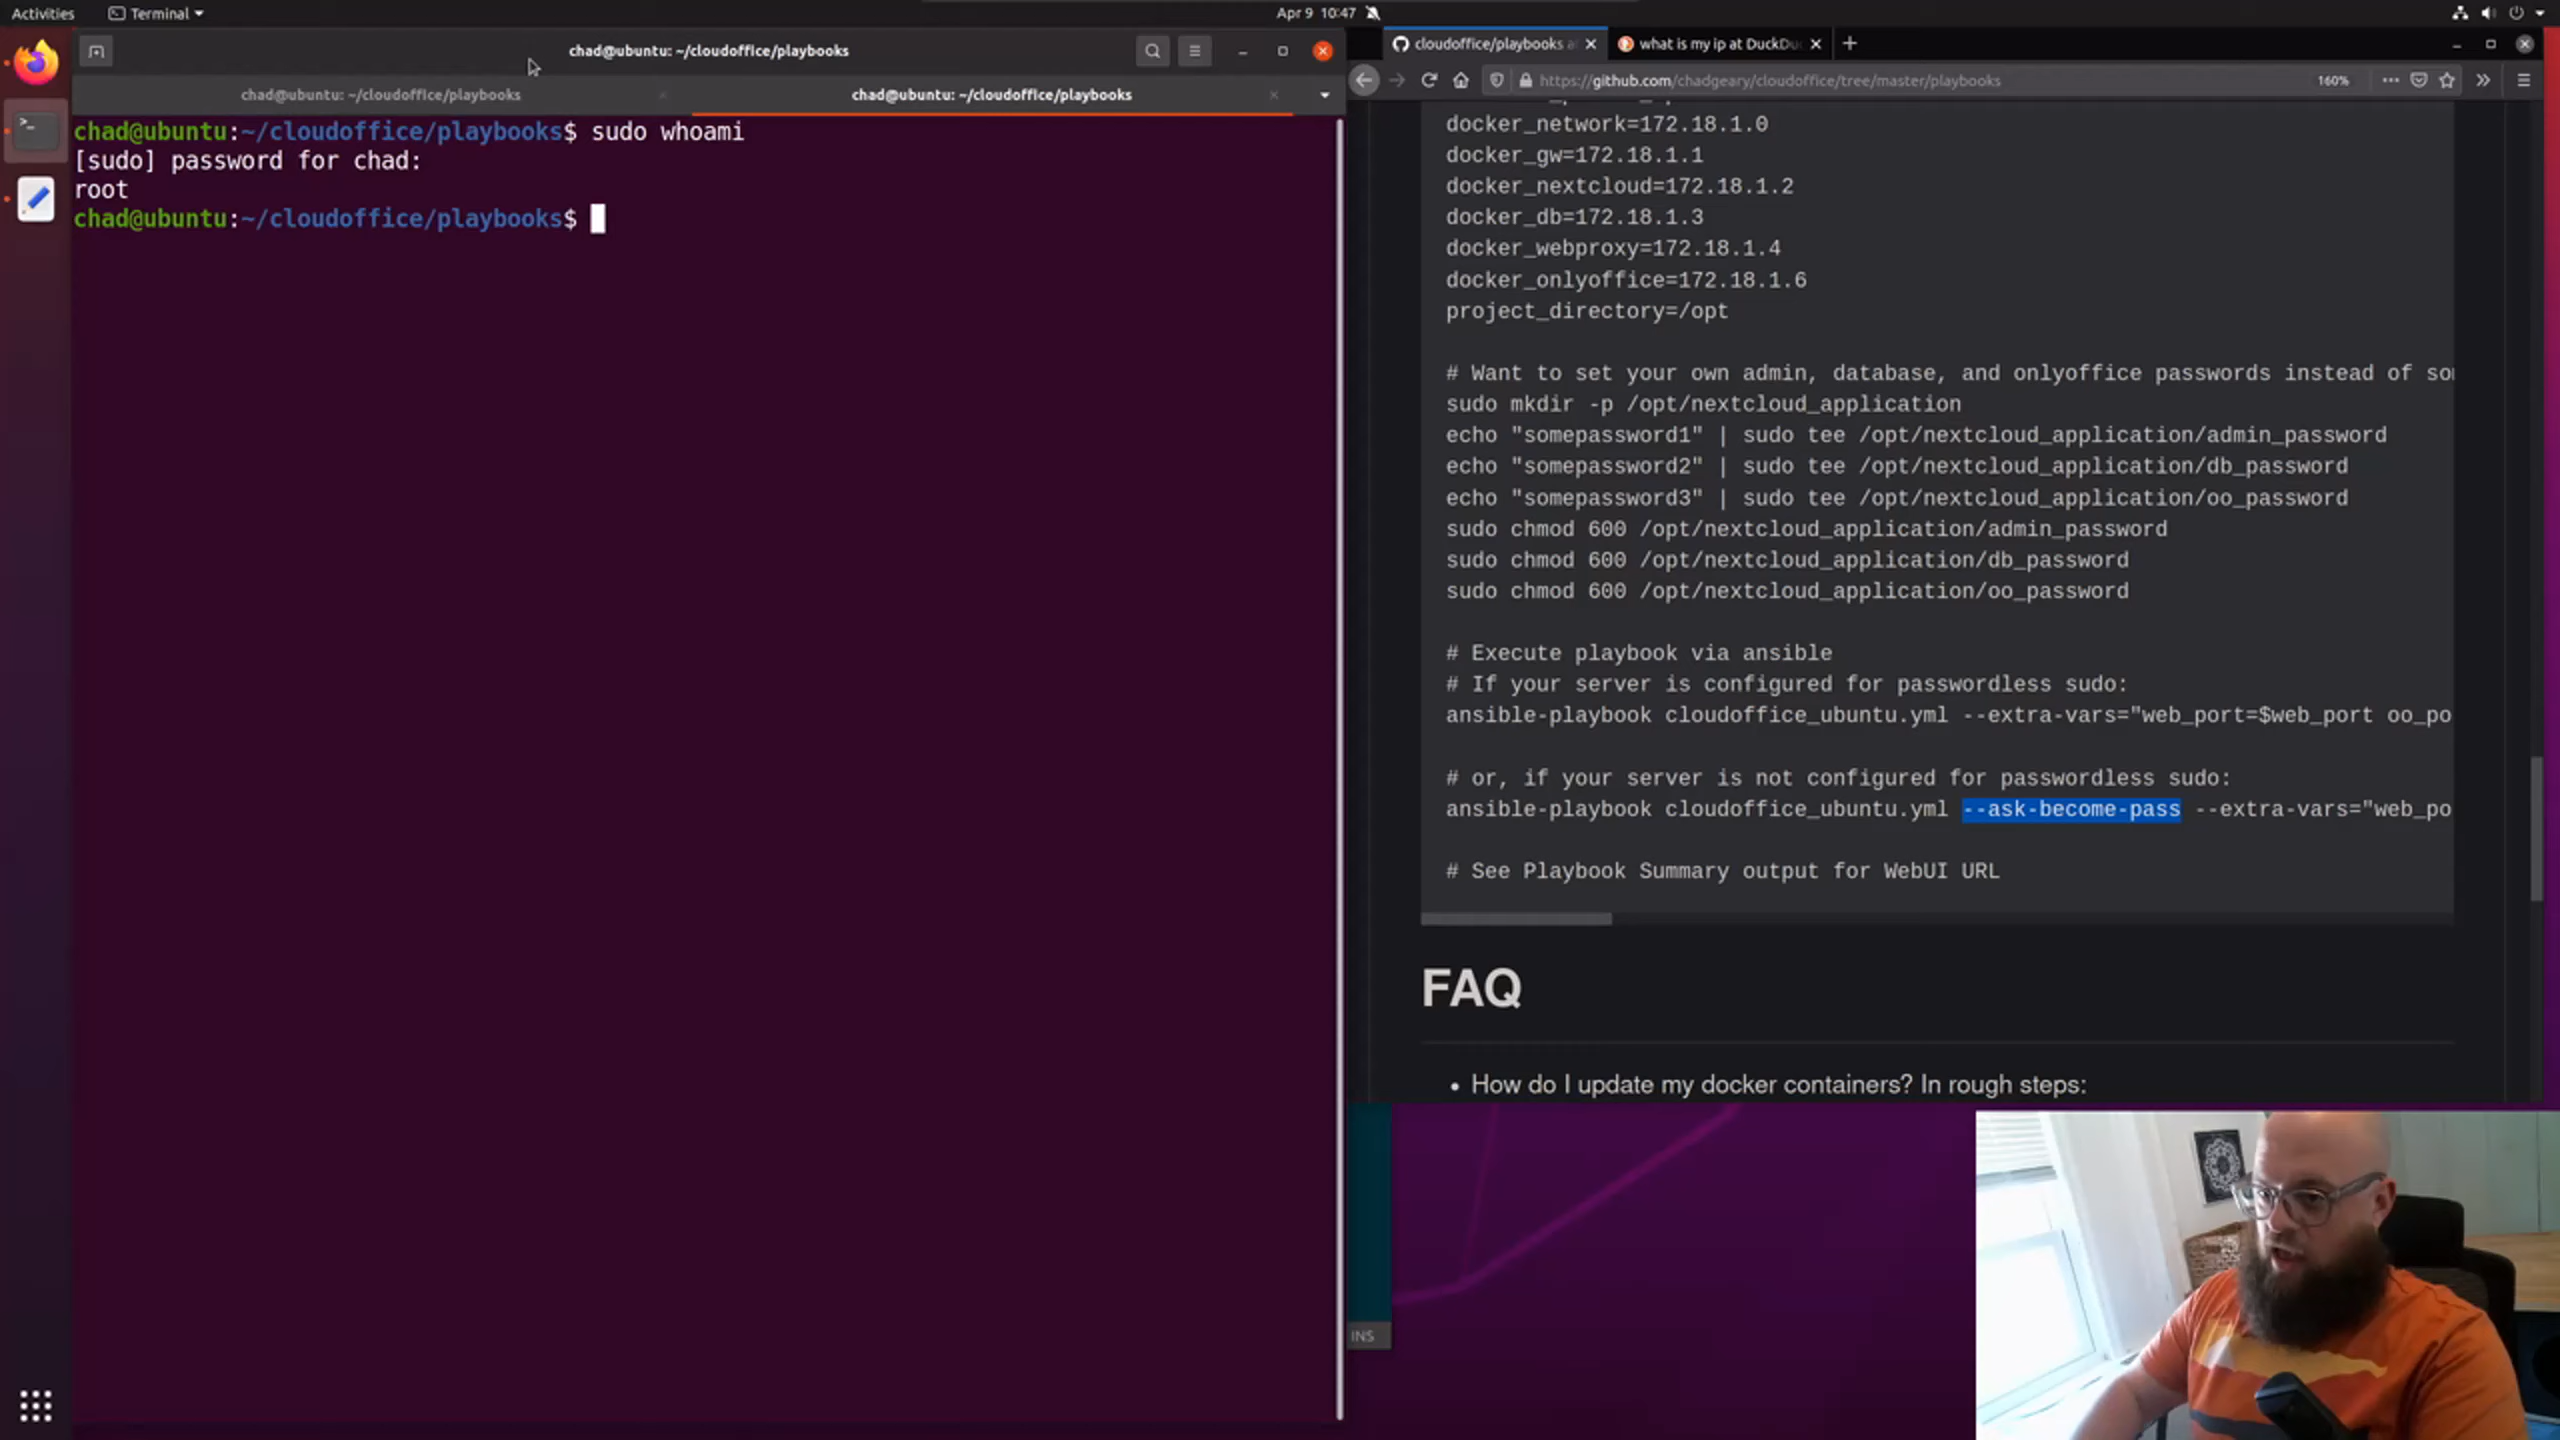 Activities
Terminal
Apr 9 10:47
chad@ubuntu: ~/cloudoffice/playbooks
chad@ubuntu: ~/cloudoffice/playbooks
chad@ubuntu: ~/cloudoffice/playbooks
chad@ubuntu:~/cloudoffice/playbooks$ sudo whoami
[sudo] password for chad:
root
chad@ubuntu:~/cloudoffice/playbooks$
cloudoffice/playbooks a
what is my ip at DuckDu
https://github.com/chadgeary/cloudoffice/tree/master/playbooks
160%
docker_network=172.18.1.0
docker_gw=172.18.1.1
docker_nextcloud=172.18.1.2
docker_db=172.18.1.3
docker_webproxy=172.18.1.4
docker_onlyoffice=172.18.1.6
project_directory=/opt
# Want to set your own admin, database, and onlyoffice passwords instead of so
sudo mkdir -p /opt/nextcloud_application
echo "somepassword1" | sudo tee /opt/nextcloud_application/admin_password
echo "somepassword2" | sudo tee /opt/nextcloud_application/db_password
echo "somepassword3" | sudo tee /opt/nextcloud_application/oo_password
sudo chmod 600 /opt/nextcloud_application/admin_password
sudo chmod 600 /opt/nextcloud_application/db_password
sudo chmod 600 /opt/nextcloud_application/oo_password
# Execute playbook via ansible
# If your server is configured for passwordless sudo:
ansible-playbook cloudoffice_ubuntu.yml --extra-vars="web_port=$web_port oo_po
# or, if your server is not configured for passwordless sudo:
ansible-playbook cloudoffice_ubuntu.yml --ask-become-pass --extra-vars="web_po
# See Playbook Summary output for WebUI URL
FAQ
• How do I update my docker containers? In rough steps:
INS